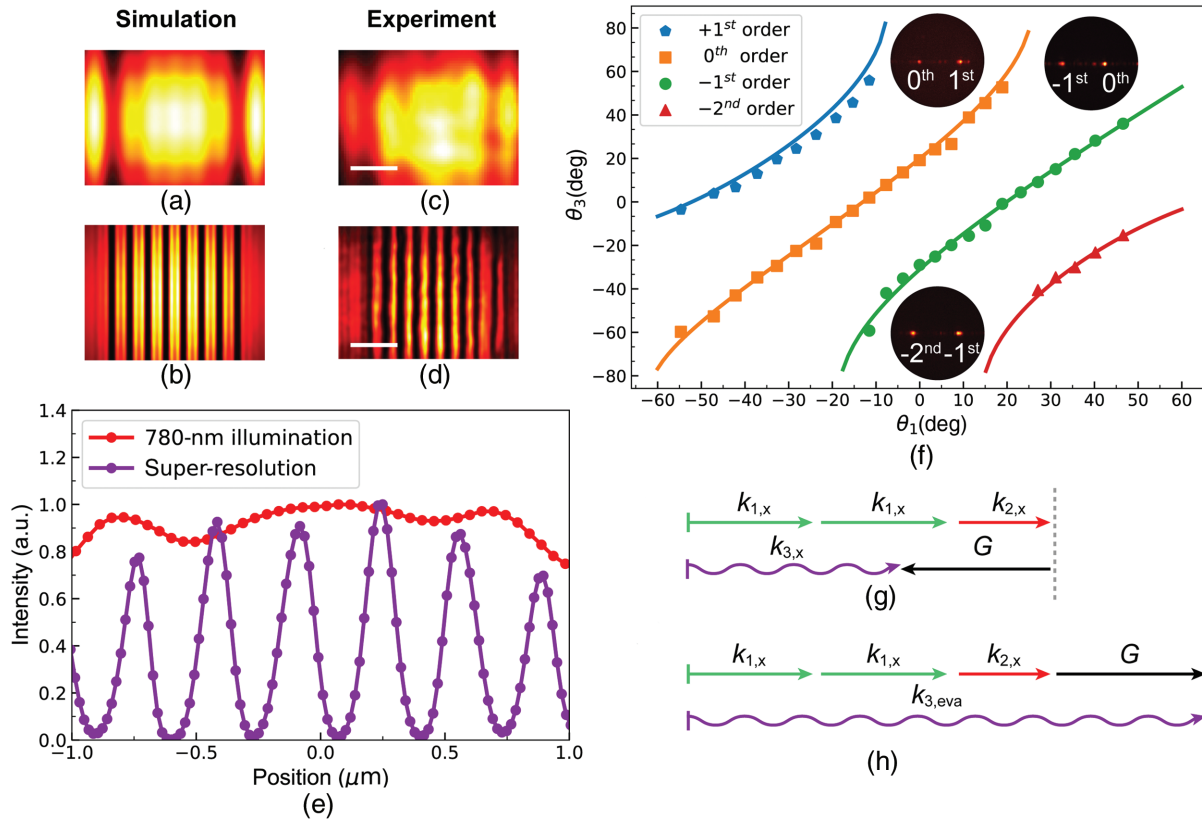 Simulation
Experiment
(a)
(c)
(b)
(d)
1.4
1.2
1.0
0.8
0.6
0.4
0.2
0.0
Intensity (a.u.)
780-nm illumination
Super-resolution
−1.0
−0.5
0.0
0.5
1.0
Position (μm)
(e)
80
60
40
20
0
−20
−40
−60
−80
θ3(deg)
+1st order
0th order
−1st order
−2nd order
0th 1st
-1st 0th
-2nd -1st
−60 −50 −40 −30 −20 −10 0 10 20 30 40 50 60
θ1(deg)
(f)
k1,x k1,x k2,x
k3,x G
(g)
k1,x k1,x k2,x G
k3,eva
(h)